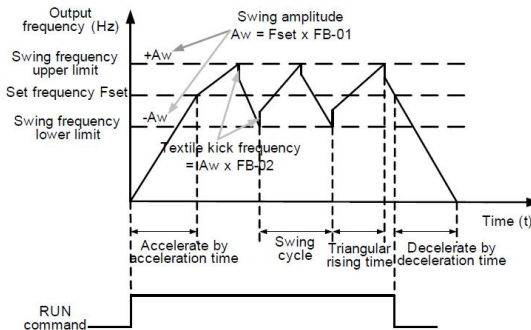 Output
frequency (Hz)
Swing amplitude
Aw = Fset x FB-01
Swing frequency
upper limit
+Aw
Set frequency Fset
Swing frequency
lower limit
-Aw
Textile kick frequency
= Aw x FB-02
Time (t)
Accelerate by
acceleration time
Swing
cycle
Triangular
rising time
Decelerate by
deceleration time
RUN
command